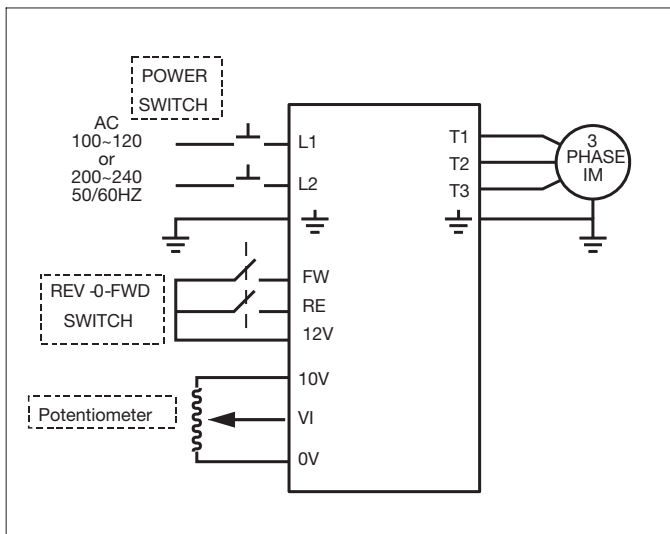 POWER
SWITCH
AC
100~120
or
200~240
50/60HZ
L1
L2
T1
T2
T3
3
PHASE
IM
REV -0-FWD
SWITCH
FW
RE
12V
Potentiometer
10V
VI
0V